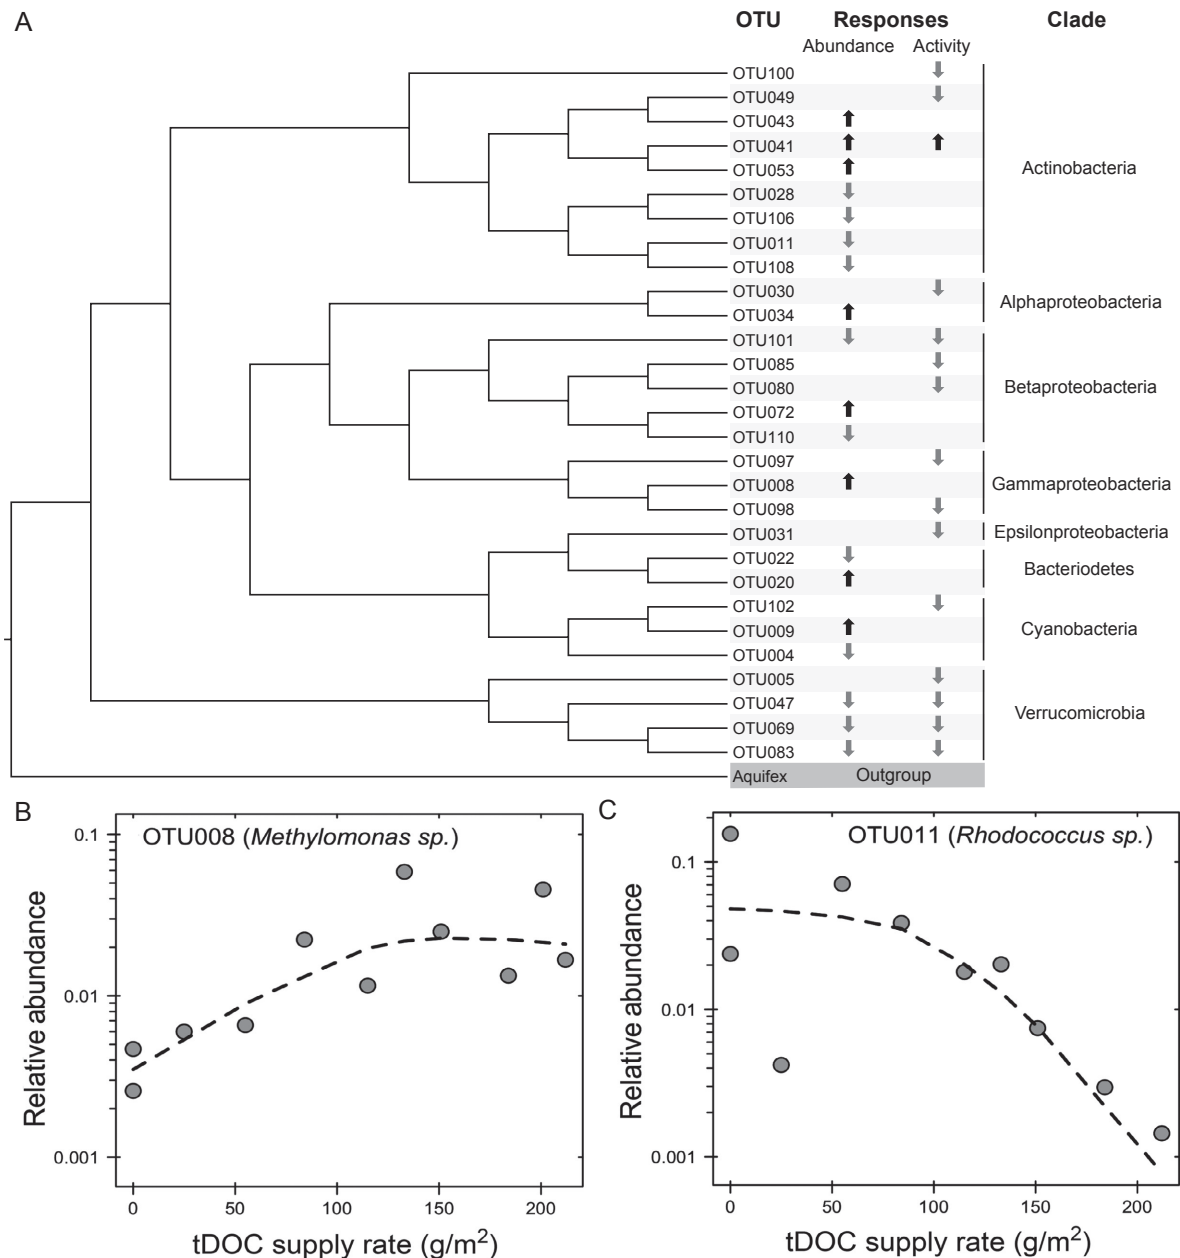 A
OTU Responses Clade
Abundance Activity
OTU100
OTU049
OTU043
OTU041
OTU053
OTU028
OTU106
OTU011
OTU108
Actinobacteria
OTU030
OTU034
Alphaproteobacteria
OTU101
OTU085
OTU080
OTU072
OTU110
Betaproteobacteria
OTU097
OTU008
OTU098
Gammaproteobacteria
OTU031
Epsilonproteobacteria
OTU022
OTU020
Bacteriodetes
OTU102
OTU009
OTU004
Cyanobacteria
OTU005
OTU047
OTU069
OTU083
Verrucomicrobia
Aquifex Outgroup
B
OTU008 (Methylomonas sp.)
0.1
0.01
0.001
Relative abundance
0 50 100 150 200
tDOC supply rate (g/m²)
C
OTU011 (Rhodococcus sp.)
0.1
0.01
0.001
Relative abundance
0 50 100 150 200
tDOC supply rate (g/m²)